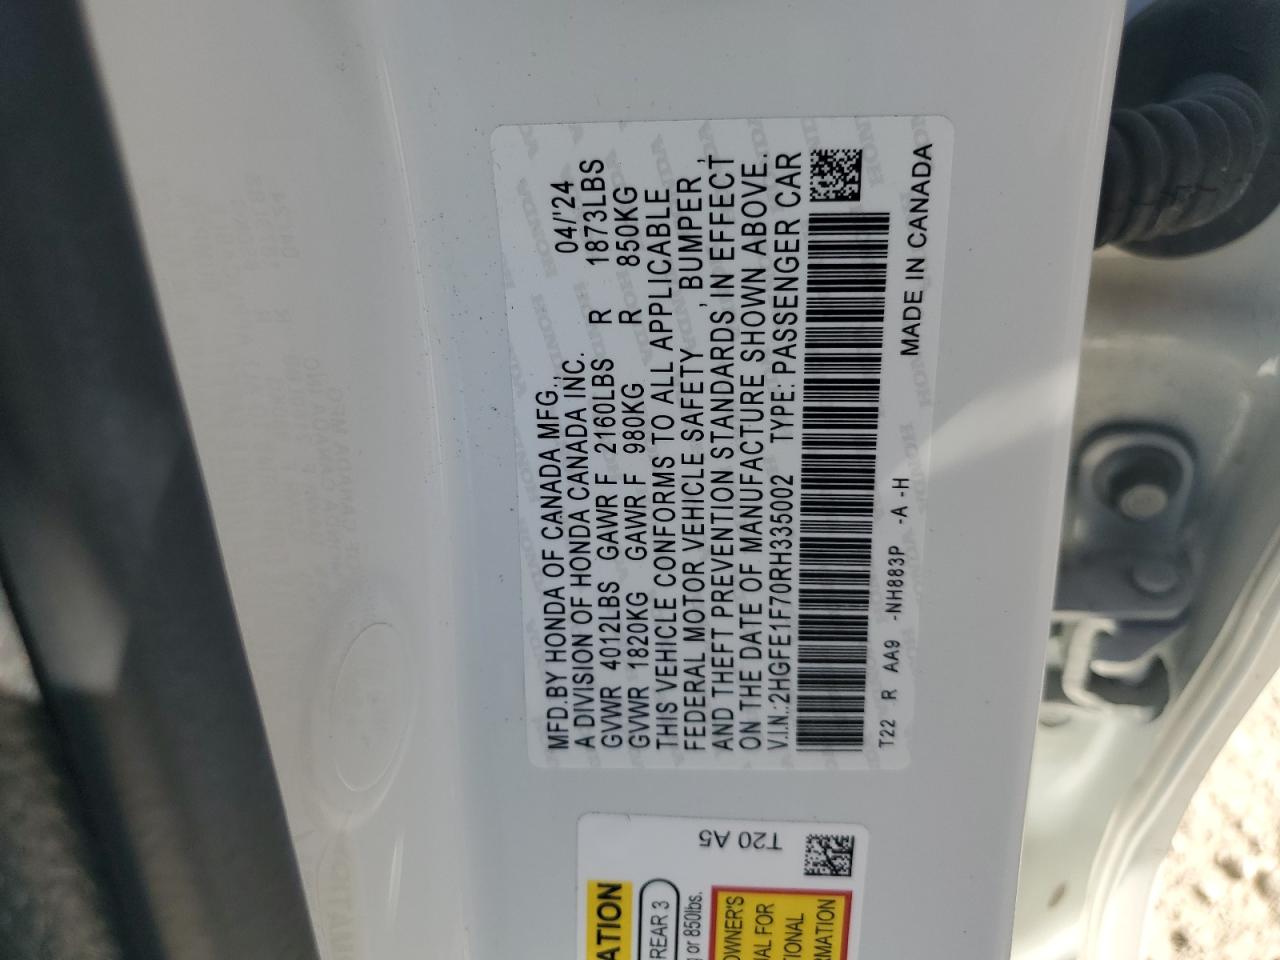 MFD.BY HONDA OF CANADA MFG., 04/'24
A DIVISION OF HONDA CANADA INC.
GVWR 4012LBS GAWR F 2160LBS R 1873LBS
GVWR 1820KG GAWR F 980KG R 850KG
THIS VEHICLE CONFORMS TO ALL APPLICABLE
FEDERAL MOTOR VEHICLE SAFETY , BUMPER ,
AND THEFT PREVENTION STANDARDS IN EFFECT
ON THE DATE OF MANUFACTURE SHOWN ABOVE.
V.I.N.:2HGFE1F70RH335002 TYPE: PASSENGER CAR
T22 R AA9 -NH883P -A -H MADE IN CANADA
T20 A5
ATION
REAR 3
or 850lbs.
OWNER'S
FOR